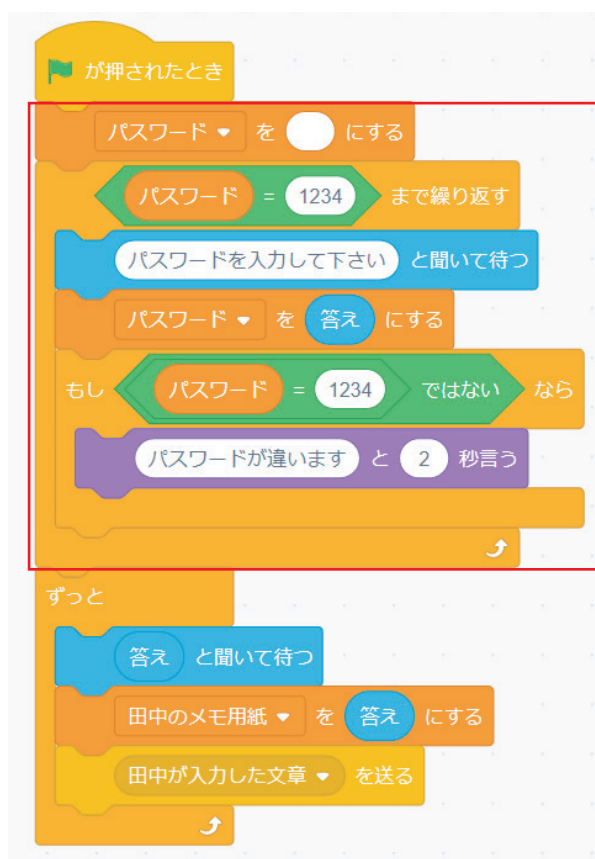 が押されたとき
パスワード を にする
パスワード = 1234 まで繰り返す
パスワードを入力して下さい と聞いて待つ
パスワード を 答え にする
もし パスワード = 1234 ではない なら
パスワードが違います と 2 秒言う
ずっと
答え と聞いて待つ
田中のメモ用紙 を 答え にする
田中が入力した文章 を送る